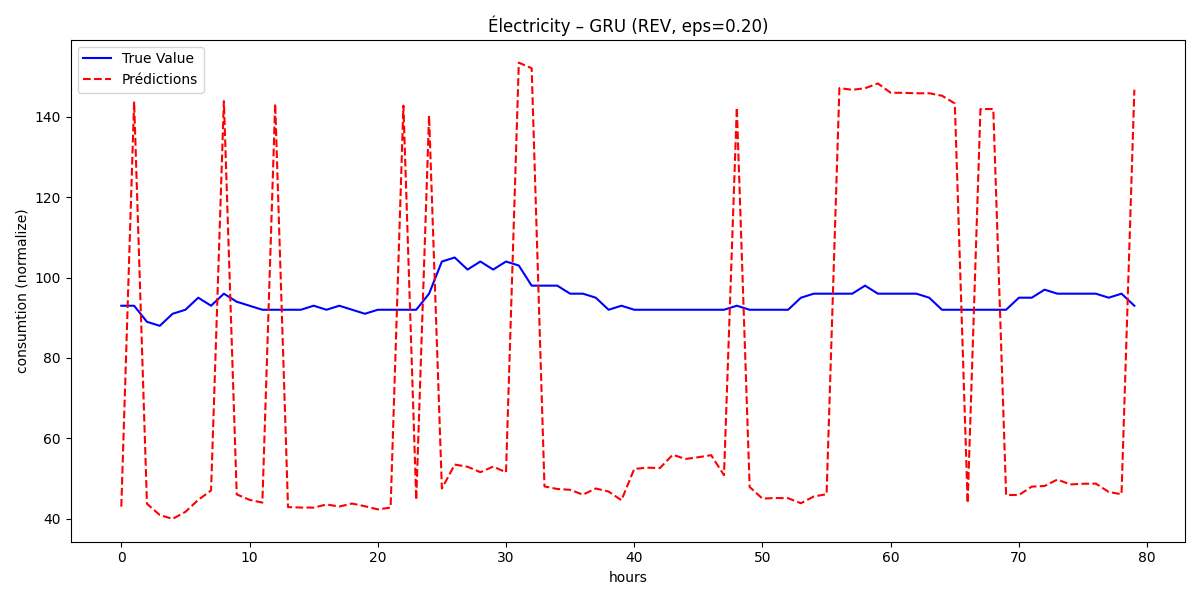 Électricity – GRU (REV, eps=0.20)
True Value
Prédictions
consumtion (normalize)
140
120
100
80
60
40
0 10 20 30 40 50 60 70 80
hours